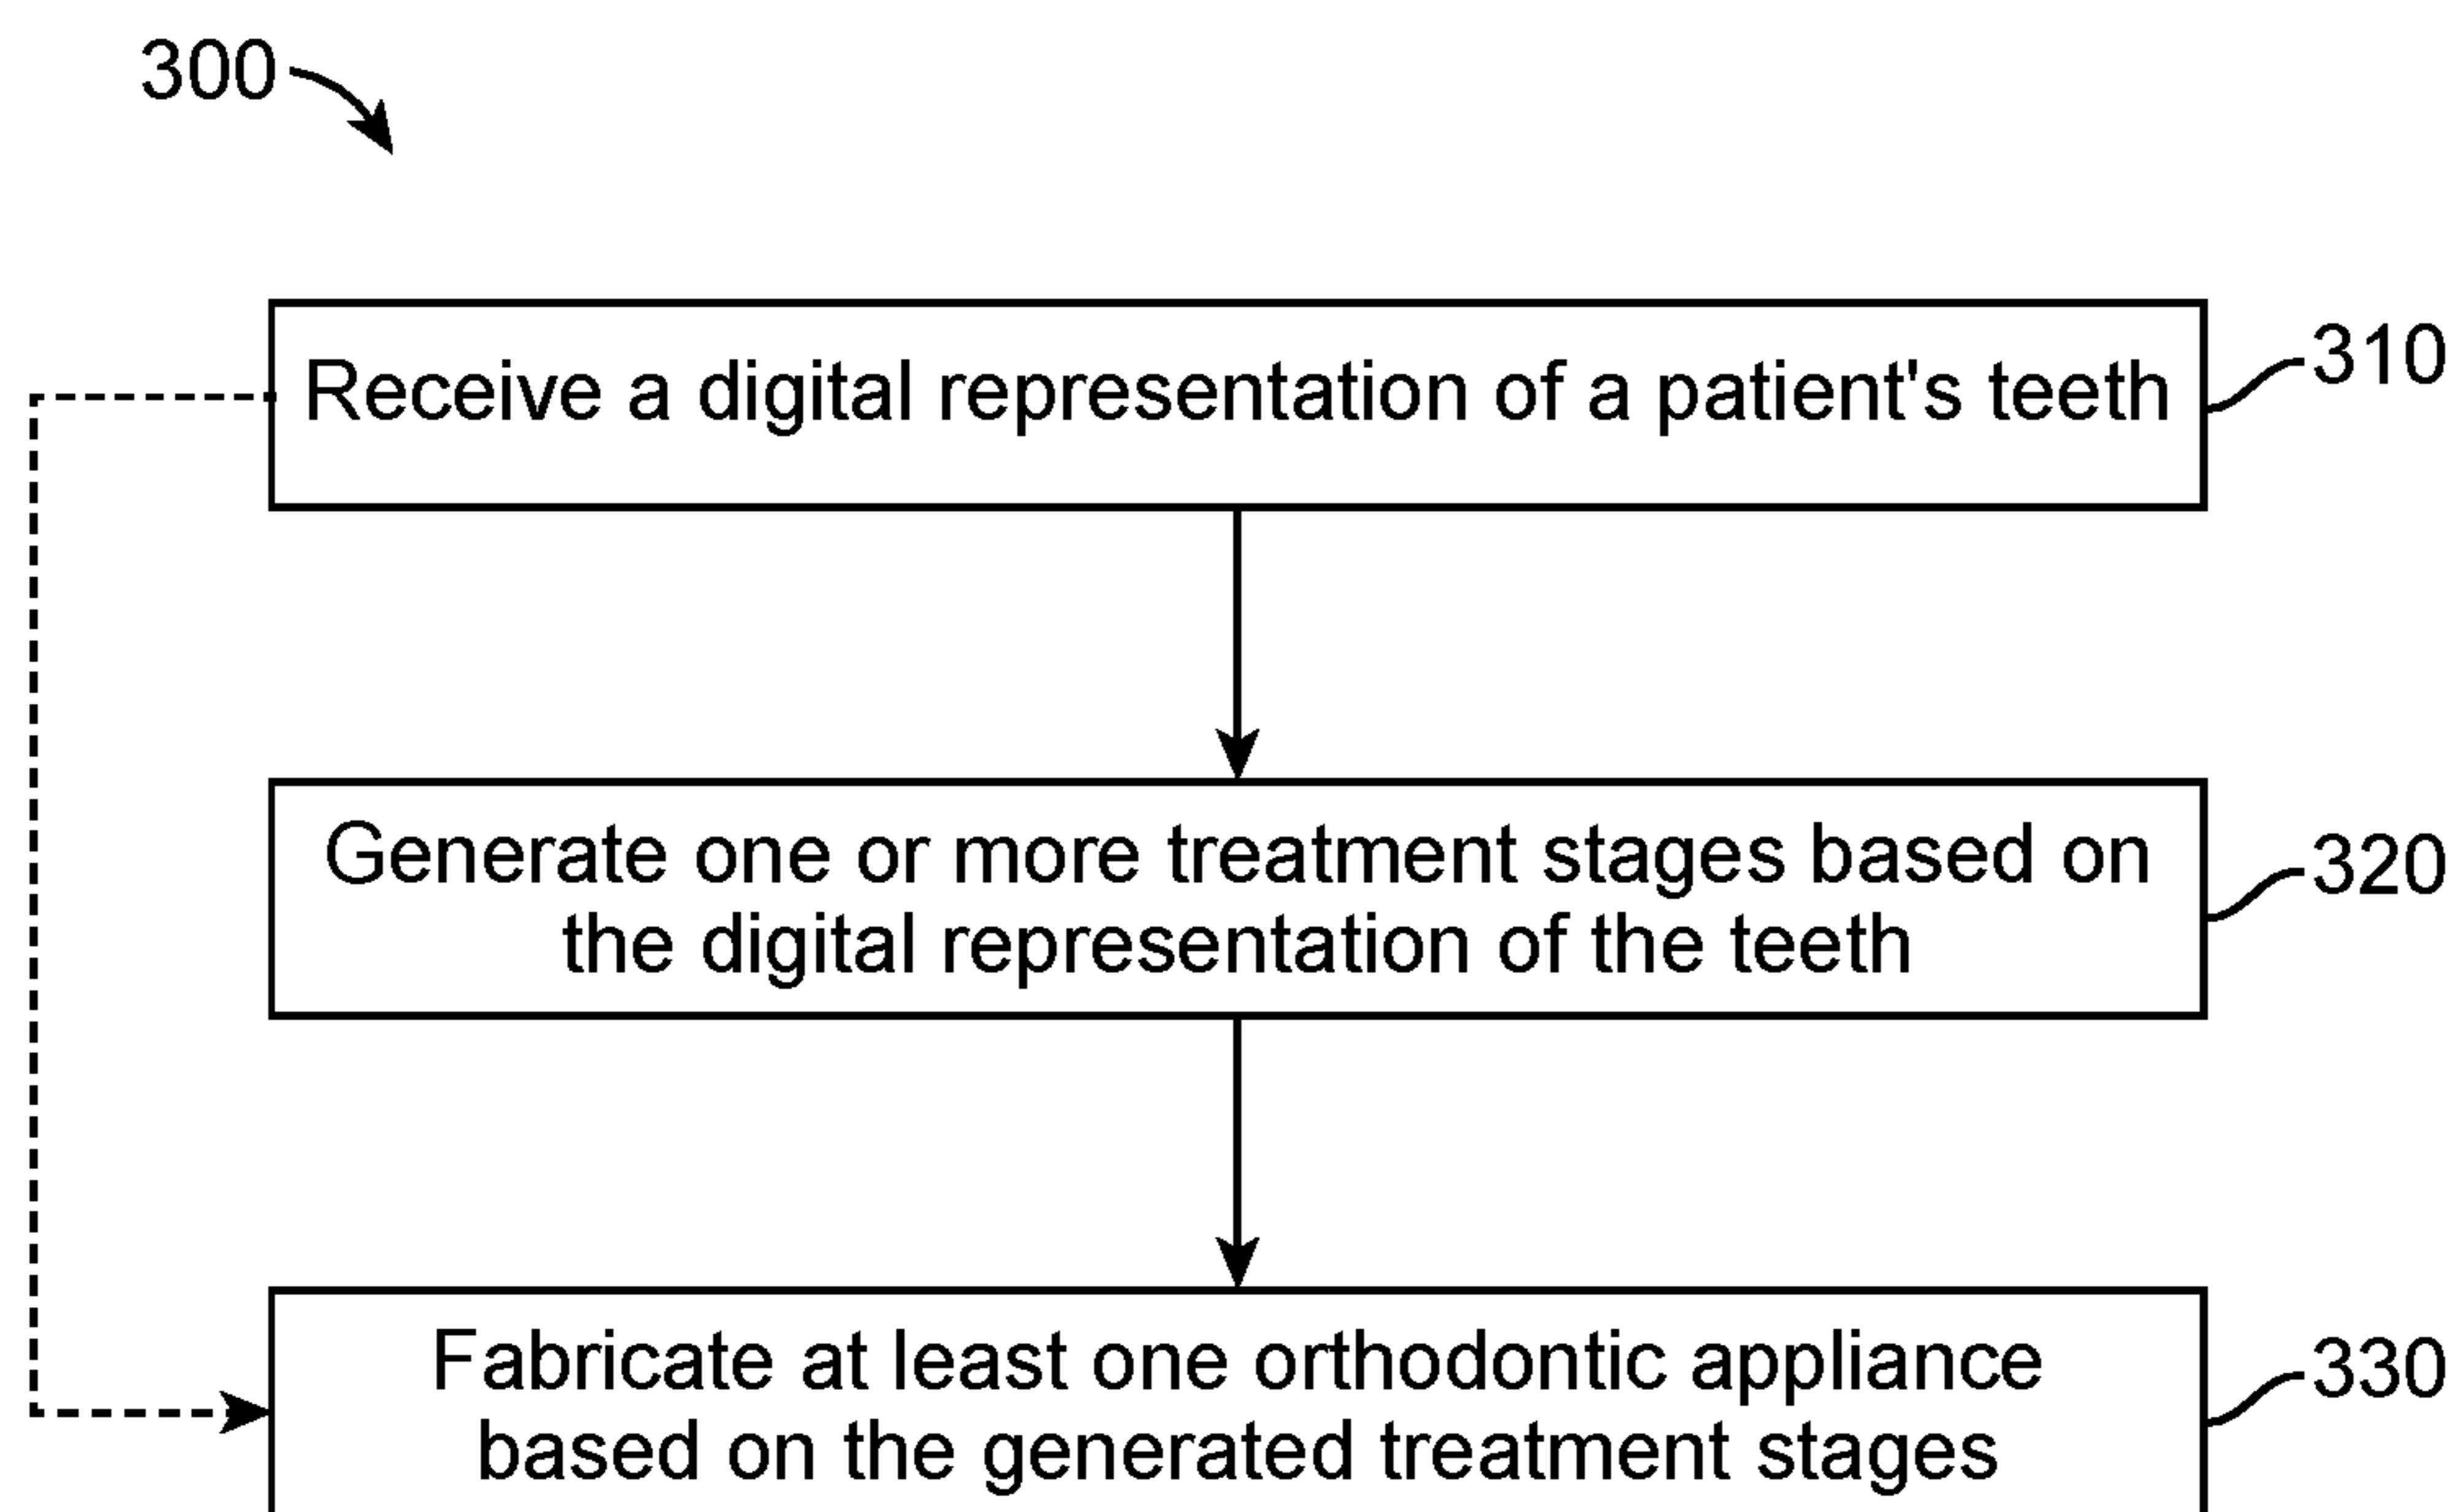 300
Receive a digital representation of a patient's teeth
310
Generate one or more treatment stages based on
the digital representation of the teeth
320
Fabricate at least one orthodontic appliance
based on the generated treatment stages
330